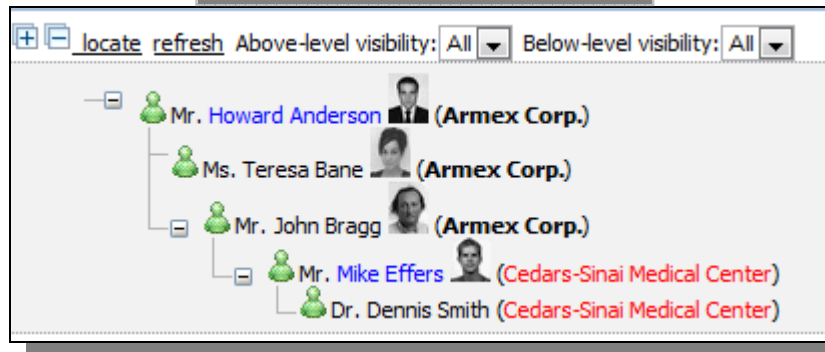 locate refresh Above-level visibility: All Below-level visibility: All
Mr. Howard Anderson (Armex Corp.)
Ms. Teresa Bane (Armex Corp.)
Mr. John Bragg (Armex Corp.)
Mr. Mike Effers (Cedars-Sinai Medical Center)
Dr. Dennis Smith (Cedars-Sinai Medical Center)